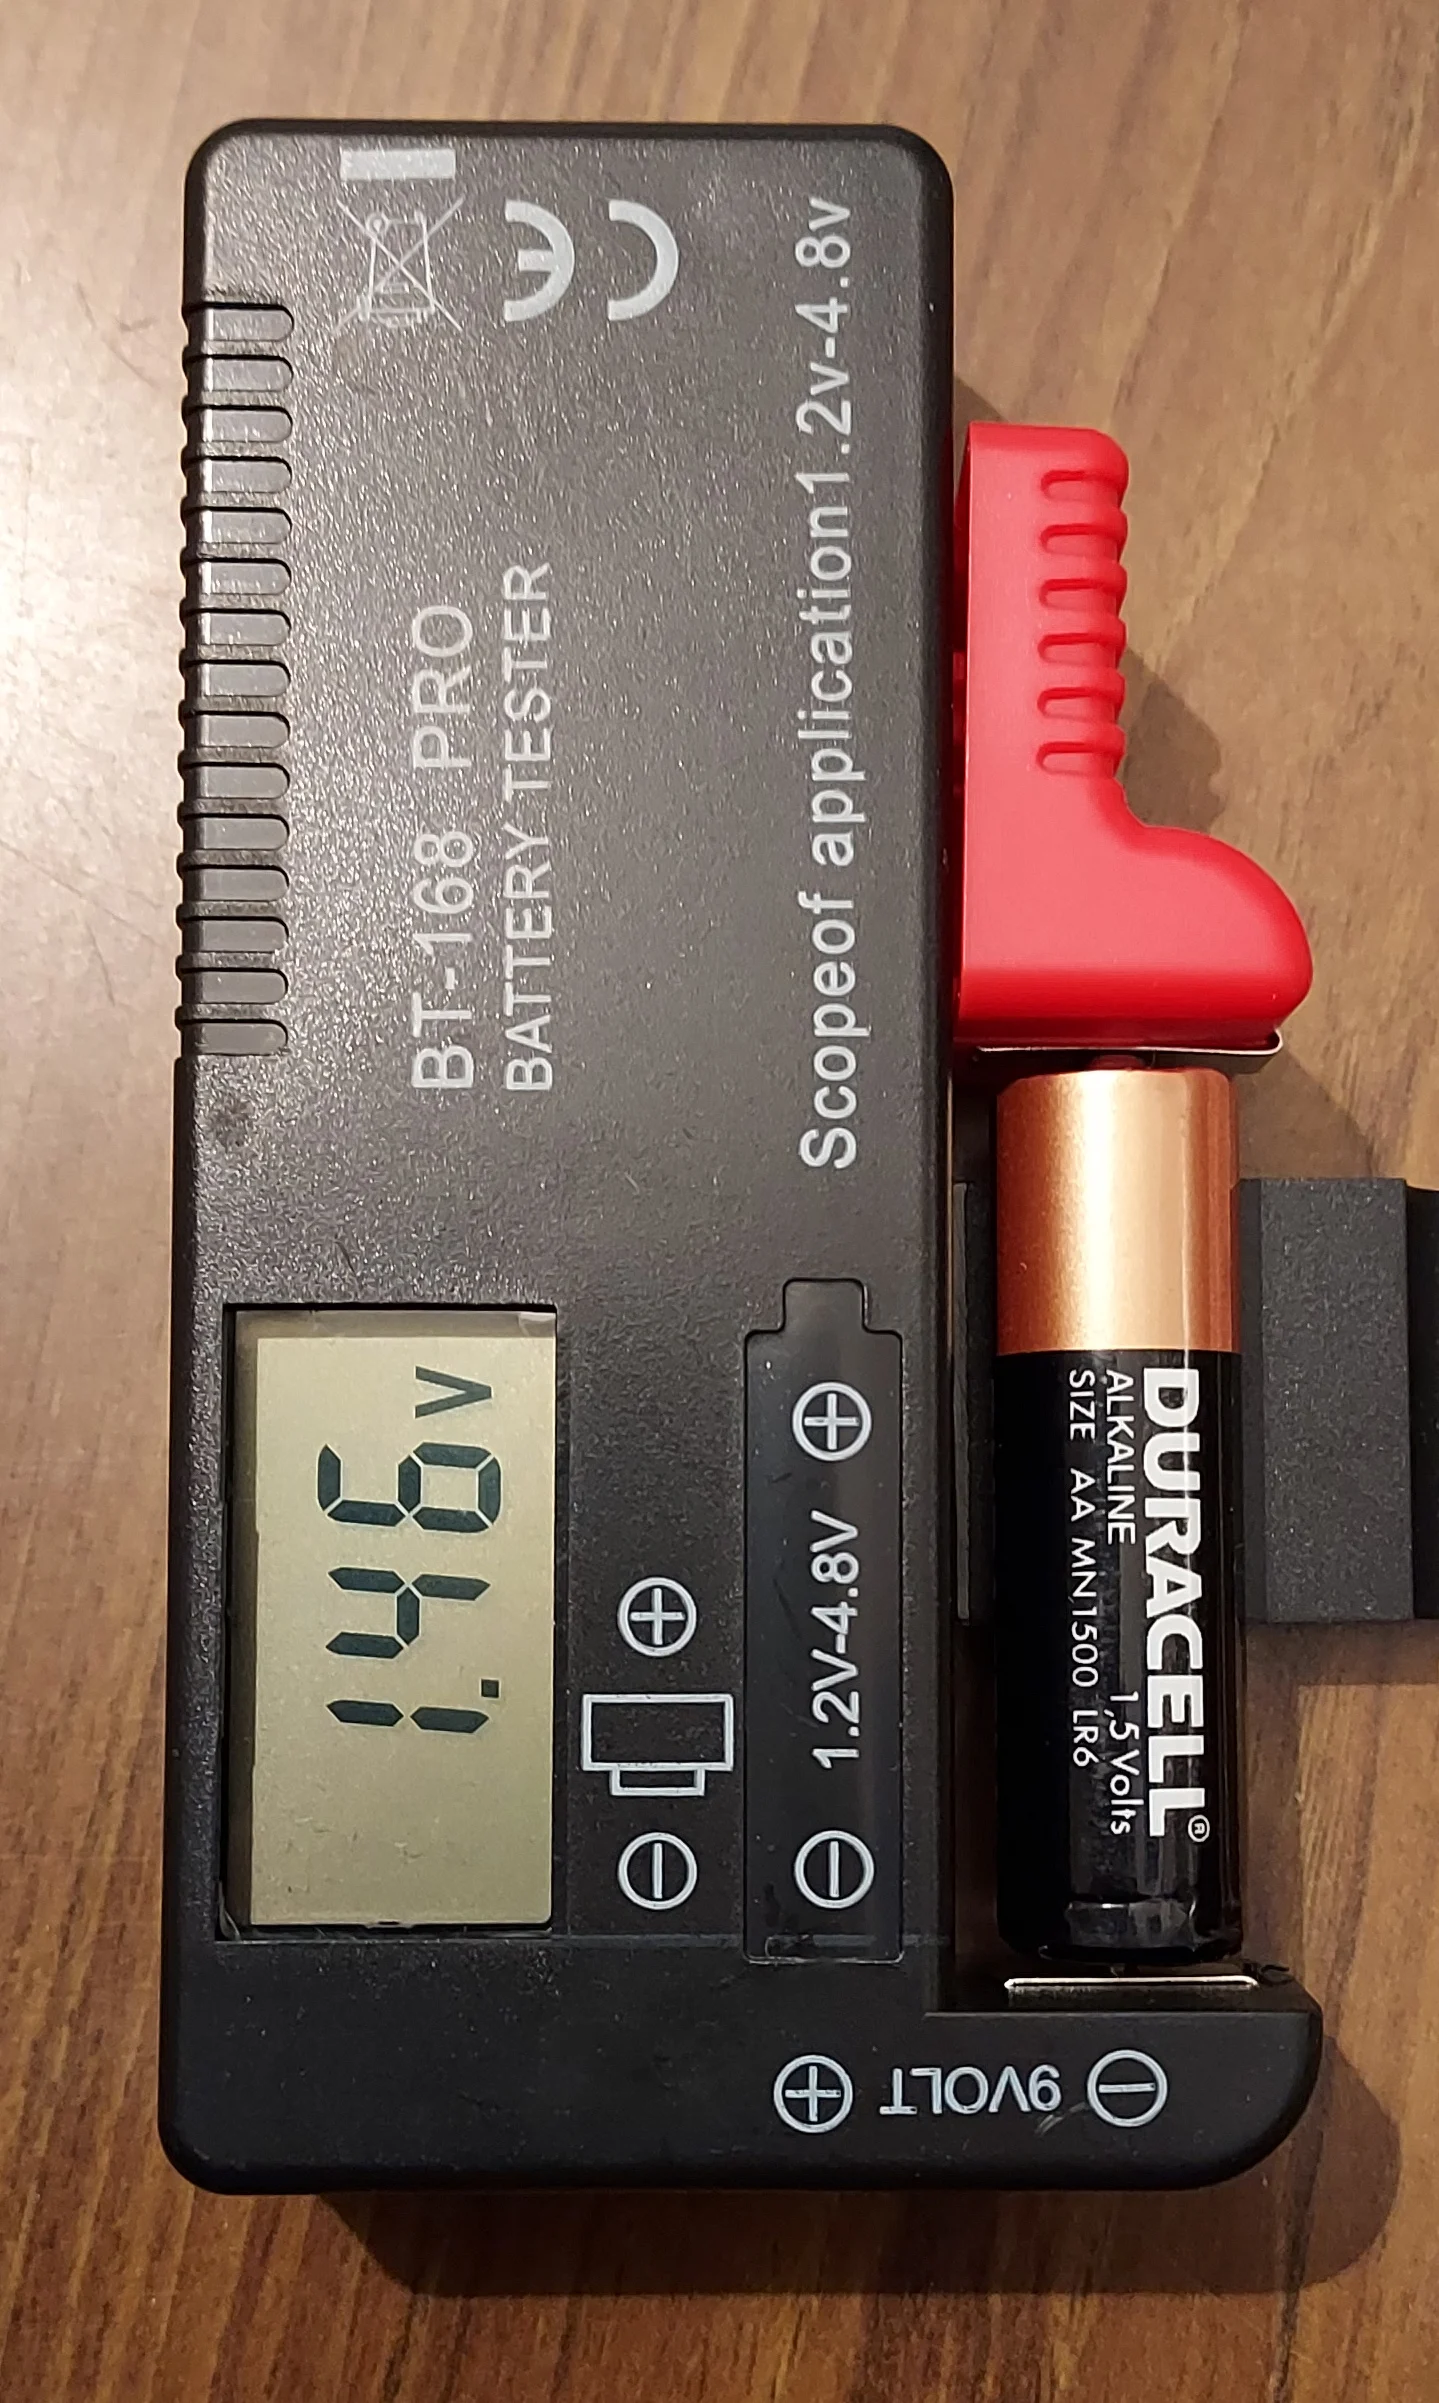 CE
BT-168 PRO
BATTERY TESTER
Scopeof application1.2v-4.8v
1.46v
1.2V-4.8V
9VOLT
DURACELL®
ALKALINE 1,5 Volts
SIZE AA MN1500 LR6